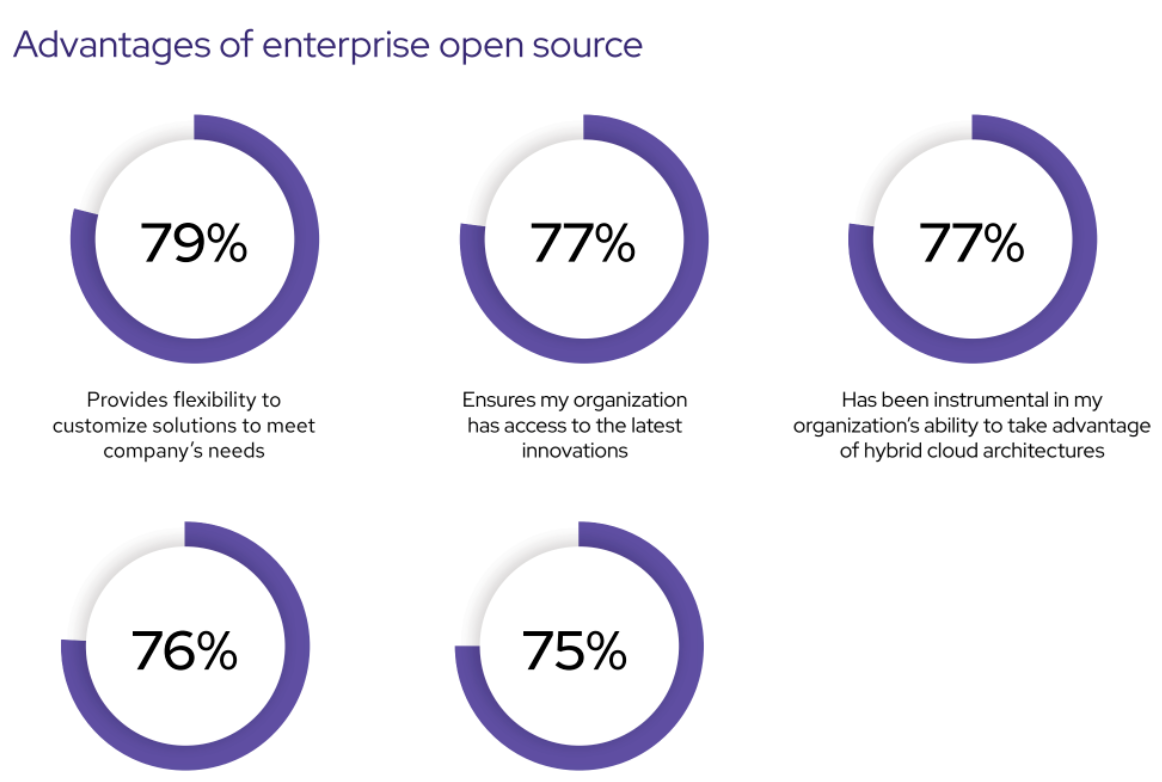 Advantages of enterprise open source
79%
77%
77%
Provides flexibility to
customize solutions to meet
company's needs
Ensures my organization
has access to the latest
innovations
Has been instrumental in my
organization's ability to take advantage
of hybrid cloud architectures
76%
75%